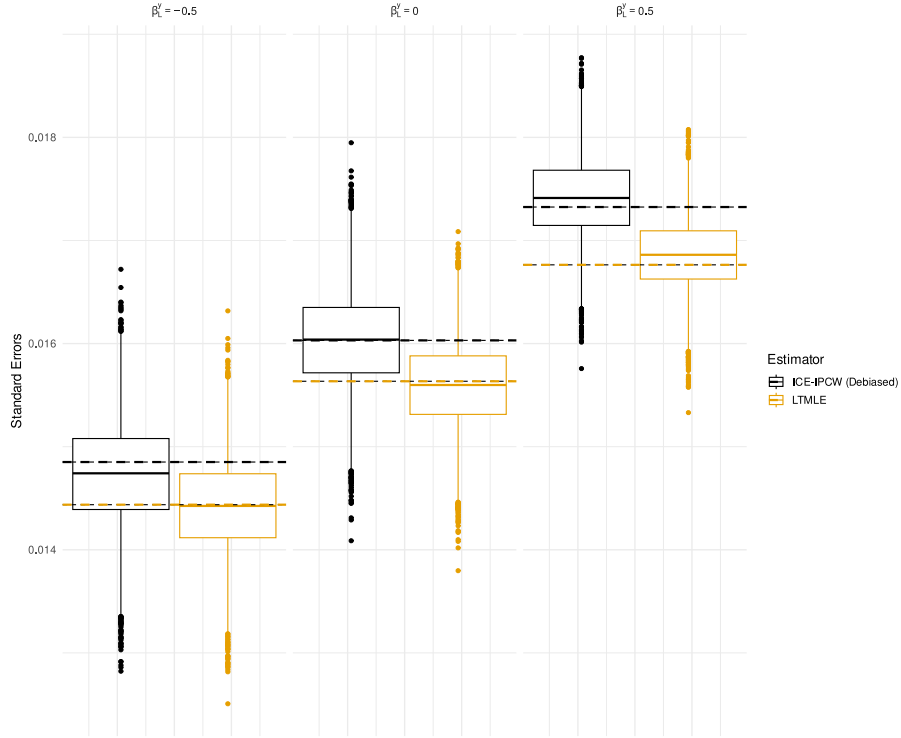 β_L^y = −0.5
β_L^y = 0
β_L^y = 0.5
0.018
0.016
0.014
Standard Errors
Estimator
ICE-IPCW (Debiased)
LTMLE